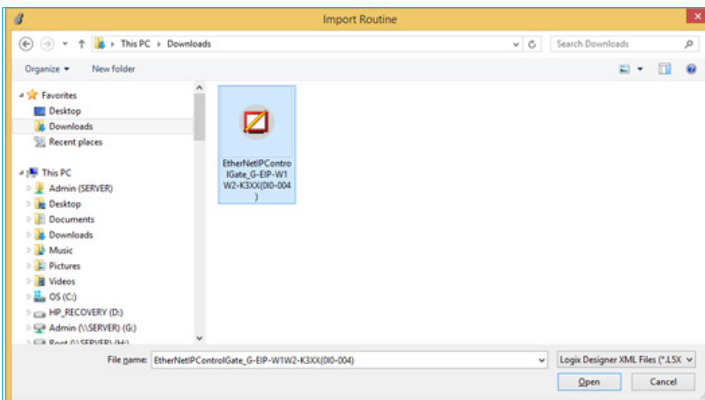 Import Routine
This PC › Downloads
Search Downloads
Organize
New folder
Favorites
Desktop
Downloads
Recent places
This PC
Admin (SERVER)
Desktop
Documents
Downloads
Music
Pictures
Videos
OS (C:)
HP_RECOVERY (D:)
Admin (\\SERVER) (G:)
Root (\\SERVER) (H:)
EtherNetIPContro
lGate_G-EIP-W1
W2-K3XX(0I0-004
)
File name: EtherNetIPControlGate_G-EIP-W1W2-K3XX(0I0-004)
Logix Designer XML Files (*.L5X
Open
Cancel